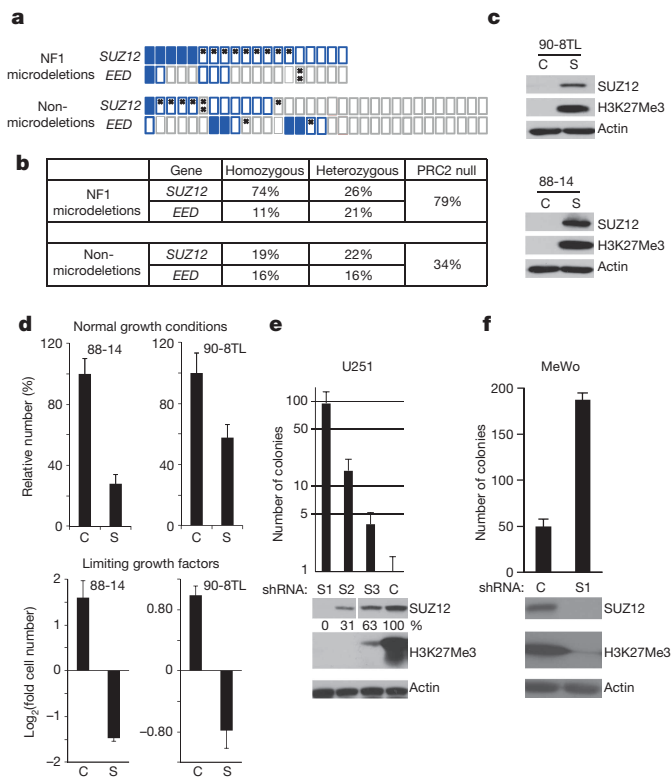 a
NF1 microdeletions
SUZ12
EED
Non-microdeletions
SUZ12
EED
b
Gene Homozygous Heterozygous PRC2 null
NF1 microdeletions SUZ12 74% 26% 79%
EED 11% 21%
Non-microdeletions SUZ12 19% 22% 34%
EED 16% 16%
c
90-8TL
C S
SUZ12
H3K27Me3
Actin
88-14
C S
SUZ12
H3K27Me3
Actin
d
Normal growth conditions
Relative number (%)
88-14
120
80
40
0
C S
90-8TL
120
80
40
0
C S
Limiting growth factors
Log2(fold cell number)
88-14
2
1
0
–1
–2
C S
90-8TL
0.80
0
–0.80
C S
e
U251
Number of colonies
100
50
10
5
1
shRNA: S1 S2 S3 C
SUZ12
0 31 63 100 %
H3K27Me3
Actin
f
MeWo
Number of colonies
200
150
100
50
0
shRNA: C S1
SUZ12
H3K27Me3
Actin